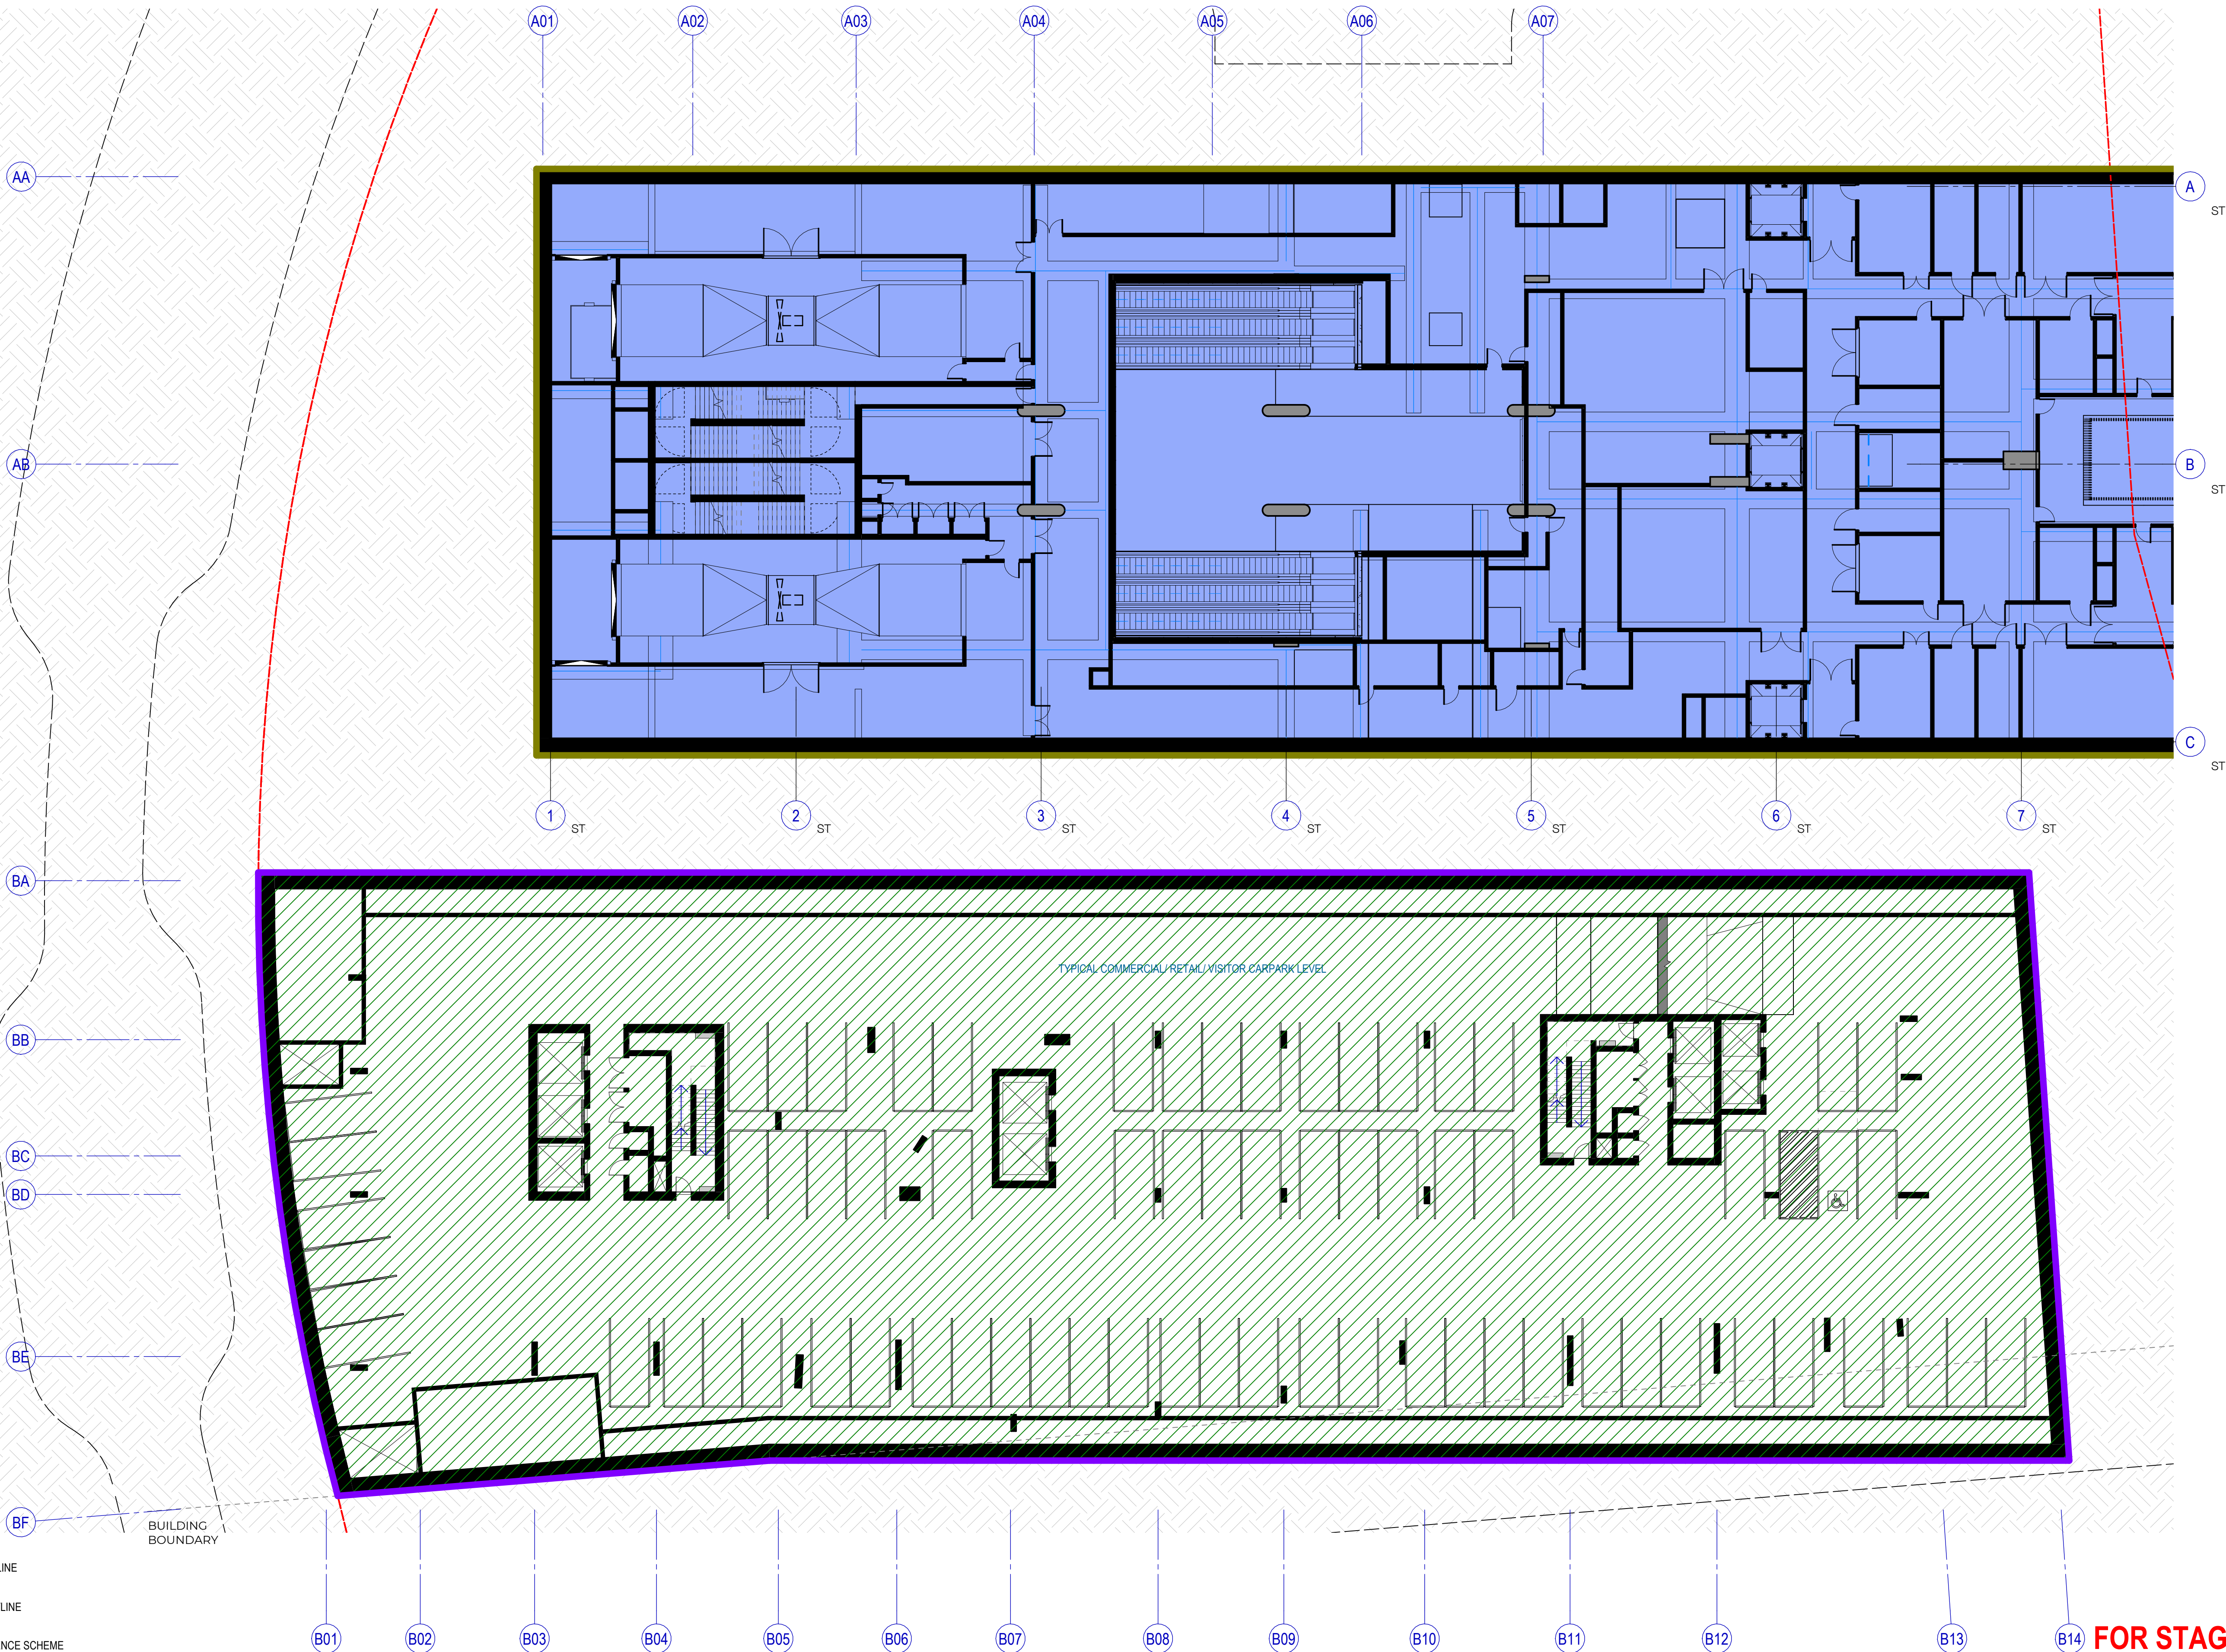 A01 A02 A03 A04 A05 A06 A07
AA
A
ST
AB
B
ST
C
ST
1 ST 2 ST 3 ST 4 ST 5 ST 6 ST 7 ST
BA
TYPICAL COMMERCIAL/ RETAIL/ VISITOR CARPARK LEVEL
BB
BC
BD
BE
BF
BUILDING
BOUNDARY
LINE
LINE
NCE SCHEME
B01 B02 B03 B04 B05 B06 B07 B08 B09 B10 B11 B12 B13 B14
FOR STAG